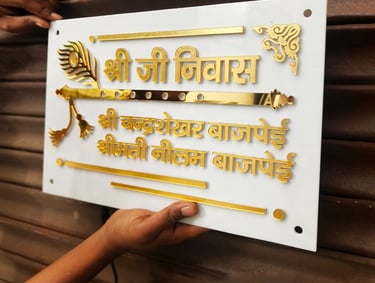 श्री जी निवास
श्री चन्द्रशेखर बाजपेई
श्रीमती नीलम बाजपेई